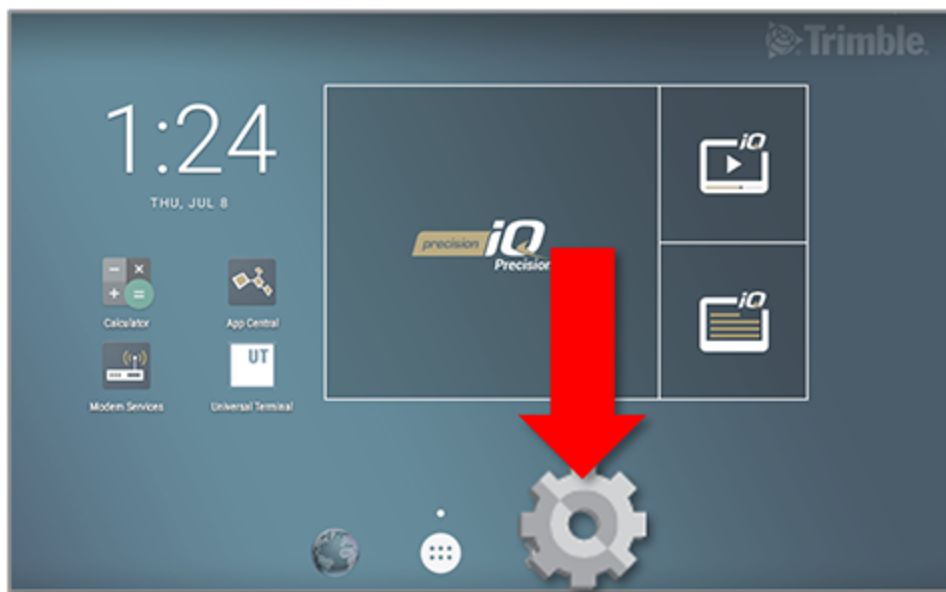 Trimble.
1:24
THU, JUL 8
iQ
precision iQ
Precision
Calculator
App Central
iQ
UT
Modem Services
Universal Terminal